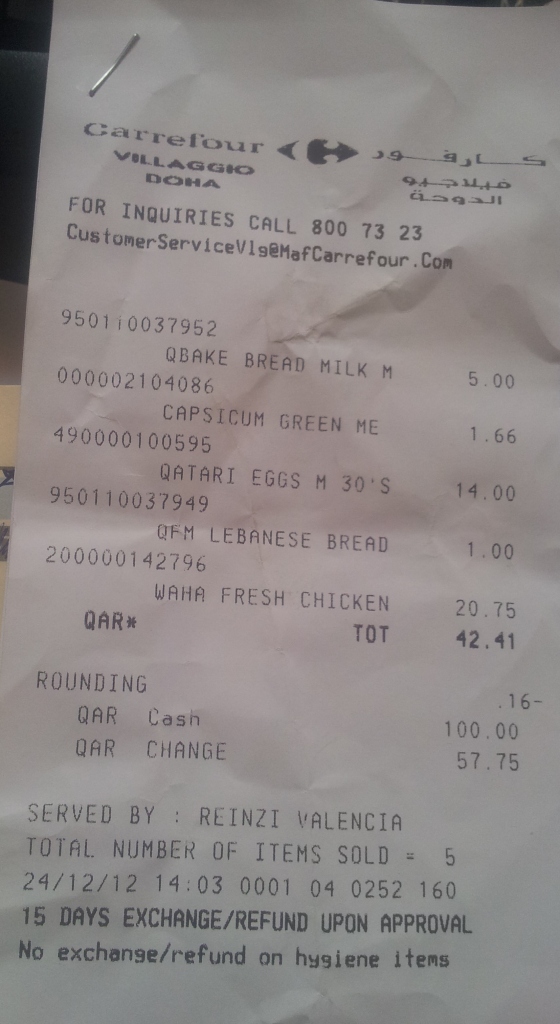 Carrefour كارفور
VILLAGGIO فيلاجيو
DOHA الدوحة
FOR INQUIRIES CALL 800 73 23
CustomerServiceVlg@MafCarrefour.Com
950110037952
QBAKE BREAD MILK M 5.00
000002104086
CAPSICUM GREEN ME 1.66
490000100595
QATARI EGGS M 30'S 14.00
950110037949
QFM LEBANESE BREAD 1.00
200000142796
WAHA FRESH CHICKEN 20.75
QAR* TOT 42.41
ROUNDING .16-
QAR Cash 100.00
QAR CHANGE 57.75
SERVED BY : REINZI VALENCIA
TOTAL NUMBER OF ITEMS SOLD = 5
24/12/12 14:03 0001 04 0252 160
15 DAYS EXCHANGE/REFUND UPON APPROVAL
No exchange/refund on hygiene items